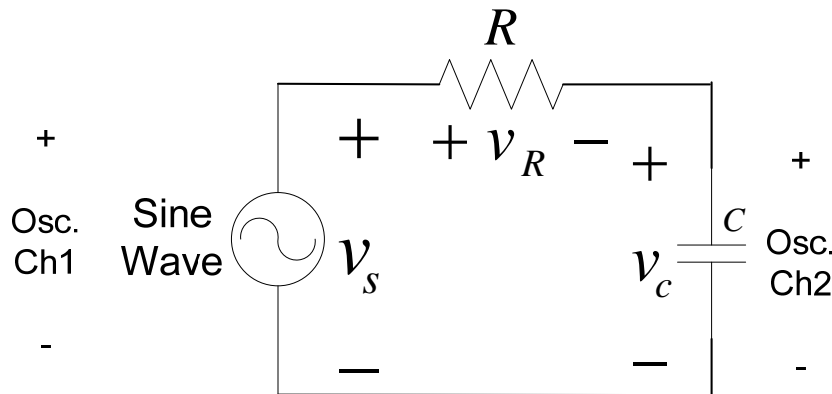 R
+
+ v_R −
+
+
+
Osc.
Ch1
Sine
Wave
v_s
v_c
C
Osc.
Ch2
-
−
−
-